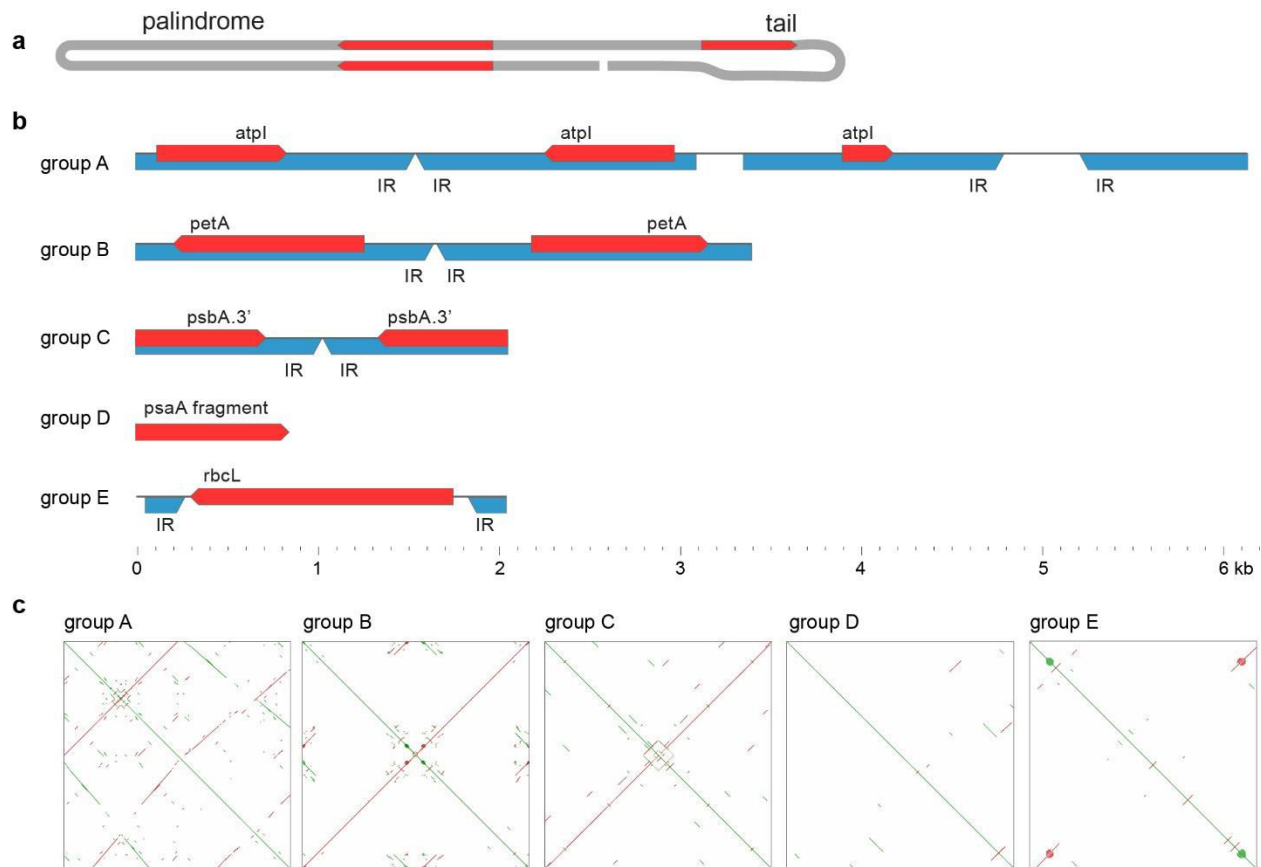 a
palindrome tail
b
group A atpI atpI atpI
IR IR IR IR
group B petA petA
IR IR
group C psbA.3' psbA.3'
IR IR
group D psaA fragment
group E rbcL
IR IR
0 1 2 3 4 5 6 kb
c
group A group B group C group D group E